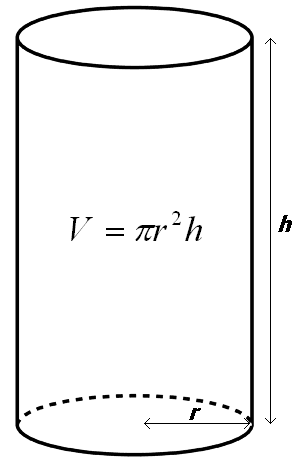 V = πr²h
h
r